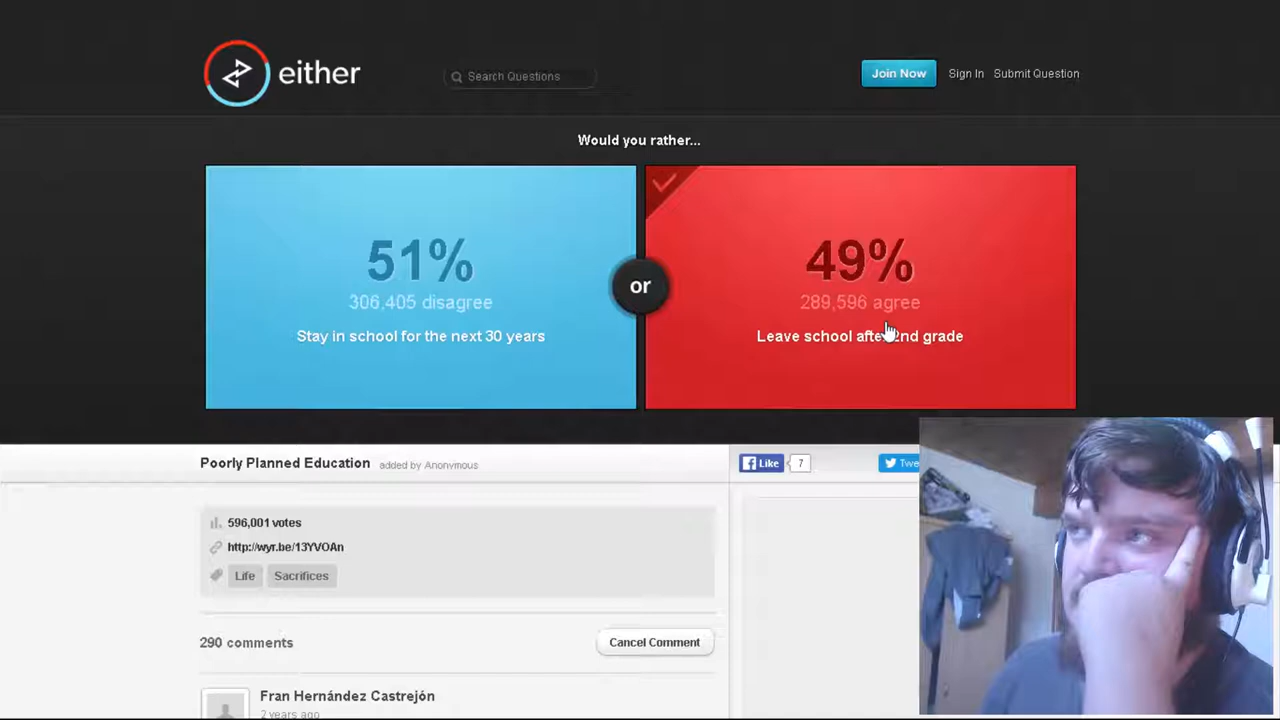 either
Search Questions
Join Now
Sign In
Submit Question
Would you rather...
51%
306,405 disagree
Stay in school for the next 30 years
or
49%
289,596 agree
Leave school after 2nd grade
Poorly Planned Education added by Anonymous
Like 7
596,001 votes
http://wyr.be/13YVOAn
Life Sacrifices
290 comments
Cancel Comment
Fran Hernández Castrejón
2 years ago